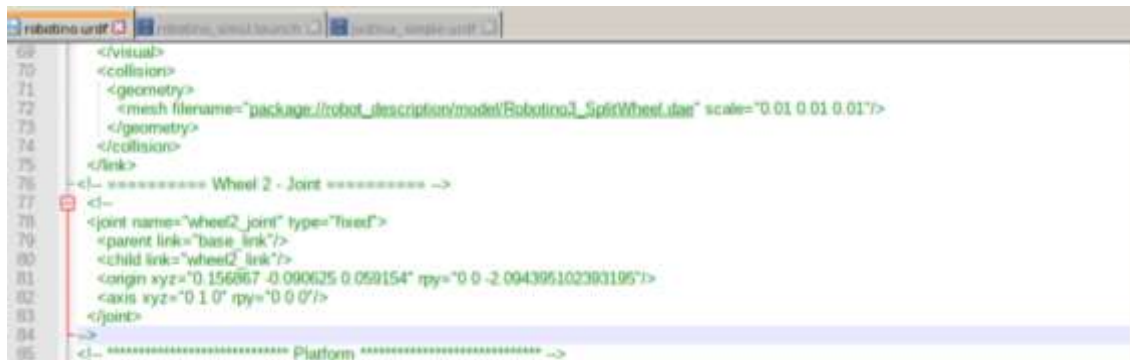 robotino.urdf robotino_simul.launch
69 </visual>
70 <collision>
71 <geometry>
72 <mesh filename="package://robot_description/model/Robotino3_SplitWheel.dae" scale="0.01 0.01 0.01"/>
73 </geometry>
74 </collision>
75 </link>
76 <!-- ========== Wheel 2 - Joint ========== -->
77 <!--
78 <joint name="wheel2_joint" type="fixed">
79 <parent link="base_link"/>
80 <child link="wheel2_link"/>
81 <origin xyz="0.156867 -0.090625 0.059154" rpy="0 0 -2.094395102393195"/>
82 <axis xyz="0 1 0" rpy="0 0 0"/>
83 </joint>
84 -->
85 <!-- ****************************** Platform ****************************** -->